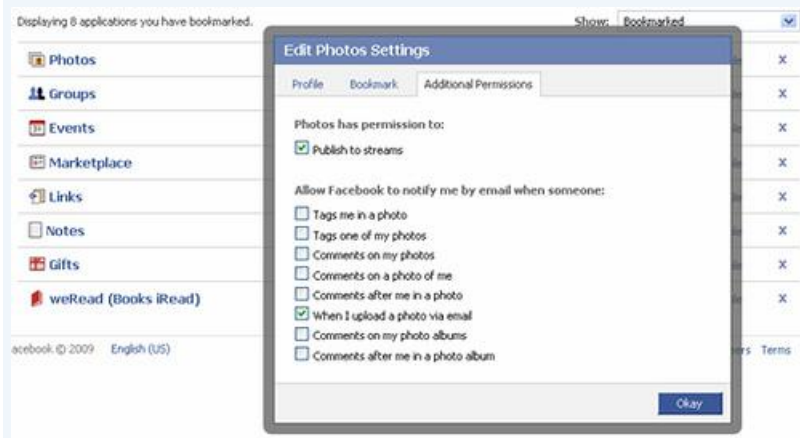 Displaying 8 applications you have bookmarked.
Show: Bookmarked
Photos
Groups
Events
Marketplace
Links
Notes
Gifts
weRead (Books iRead)
acebook © 2009 English (US)
Edit Photos Settings
Profile Bookmark Additional Permissions
Photos has permission to:
Publish to streams
Allow Facebook to notify me by email when someone:
Tags me in a photo
Tags one of my photos
Comments on my photos
Comments on a photo of me
Comments after me in a photo
When I upload a photo via email
Comments on my photo albums
Comments after me in a photo album
Okay
x
x
x
x
x
x
x
x
ers Terms